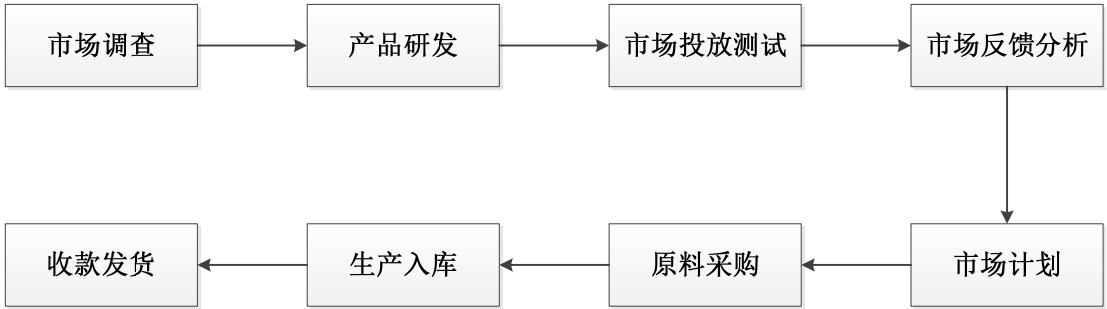 市场调查
产品研发
市场投放测试
市场反馈分析
收款发货
生产入库
原料采购
市场计划